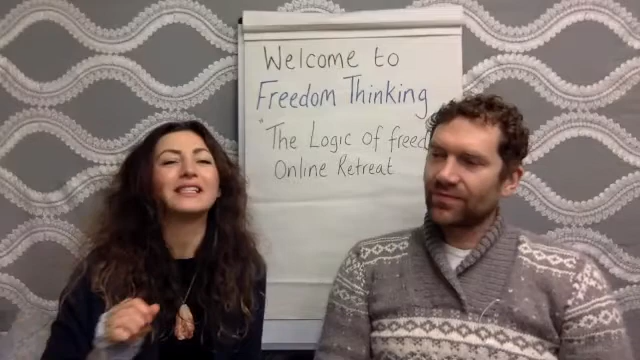 Welcome to
Freedom Thinking
"The Logic of freed
Online Retreat